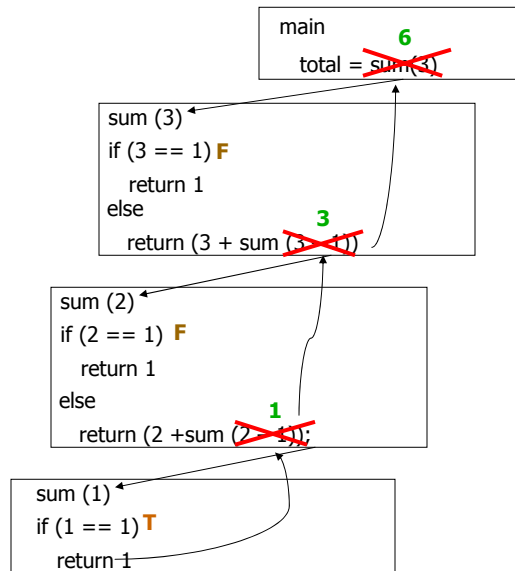 main
6
total = sum(3)
sum (3)
if (3 == 1) F
return 1
else
3
return (3 + sum (3 – 1))
sum (2)
if (2 == 1) F
return 1
else
1
return (2 +sum (2 – 1));
sum (1)
if (1 == 1) T
return 1